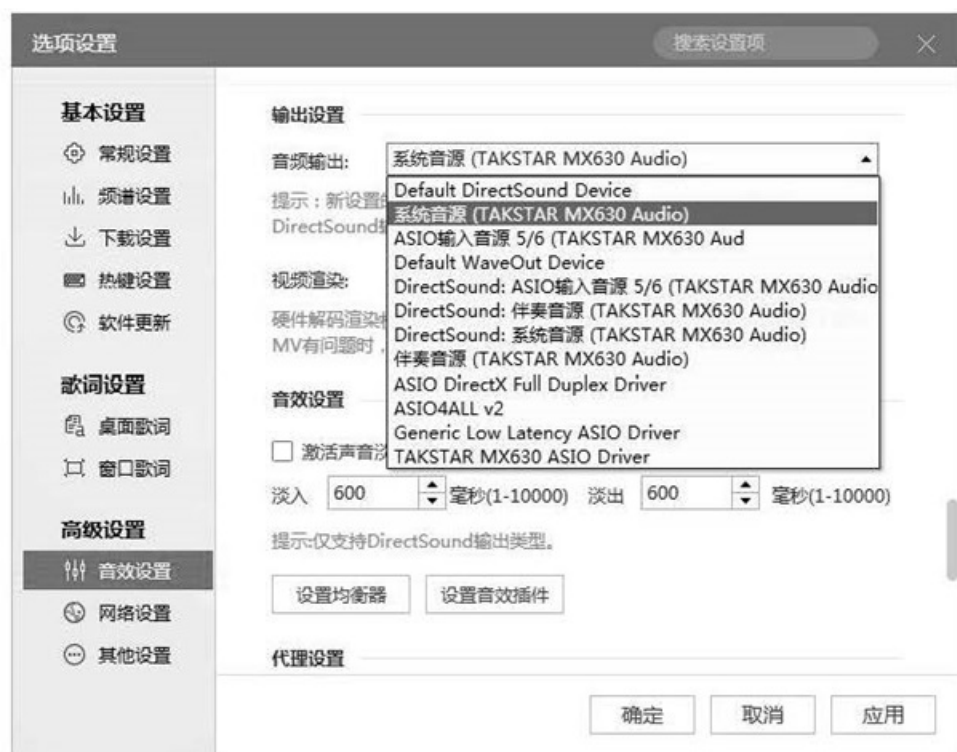 选项设置
搜索设置项
基本设置
常规设置
频谱设置
下载设置
热键设置
软件更新
歌词设置
桌面歌词
窗口歌词
高级设置
音效设置
网络设置
其他设置
输出设置
音频输出: 系统音源 (TAKSTAR MX630 Audio)
Default DirectSound Device
系统音源 (TAKSTAR MX630 Audio)
ASIO输入音源 5/6 (TAKSTAR MX630 Aud
Default WaveOut Device
DirectSound: ASIO输入音源 5/6 (TAKSTAR MX630 Audio
DirectSound: 伴奏音源 (TAKSTAR MX630 Audio)
DirectSound: 系统音源 (TAKSTAR MX630 Audio)
伴奏音源 (TAKSTAR MX630 Audio)
ASIO DirectX Full Duplex Driver
ASIO4ALL v2
Generic Low Latency ASIO Driver
TAKSTAR MX630 ASIO Driver
提示：新设置
DirectSound
视频渲染:
硬件解码渲染
MV有问题时，
音效设置
激活声音
淡入 600 毫秒(1-10000) 淡出 600 毫秒(1-10000)
提示:仅支持DirectSound输出类型。
设置均衡器 设置音效插件
代理设置
确定 取消 应用